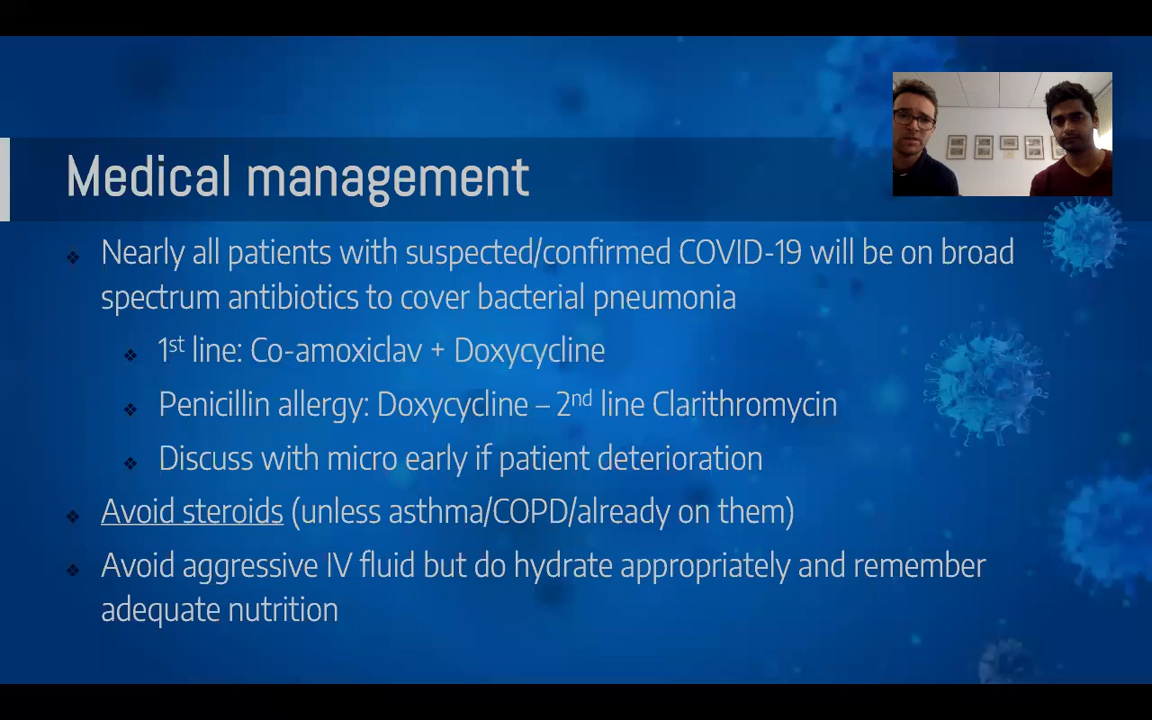 Medical management
Nearly all patients with suspected/confirmed COVID-19 will be on broad
spectrum antibiotics to cover bacterial pneumonia
1st line: Co-amoxiclav + Doxycycline
Penicillin allergy: Doxycycline – 2nd line Clarithromycin
Discuss with micro early if patient deterioration
Avoid steroids (unless asthma/COPD/already on them)
Avoid aggressive IV fluid but do hydrate appropriately and remember
adequate nutrition